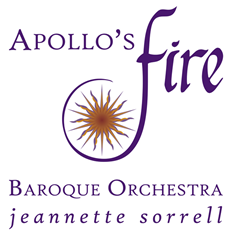 APOLLO'S
fire
BAROQUE ORCHESTRA
jeannette sorrell